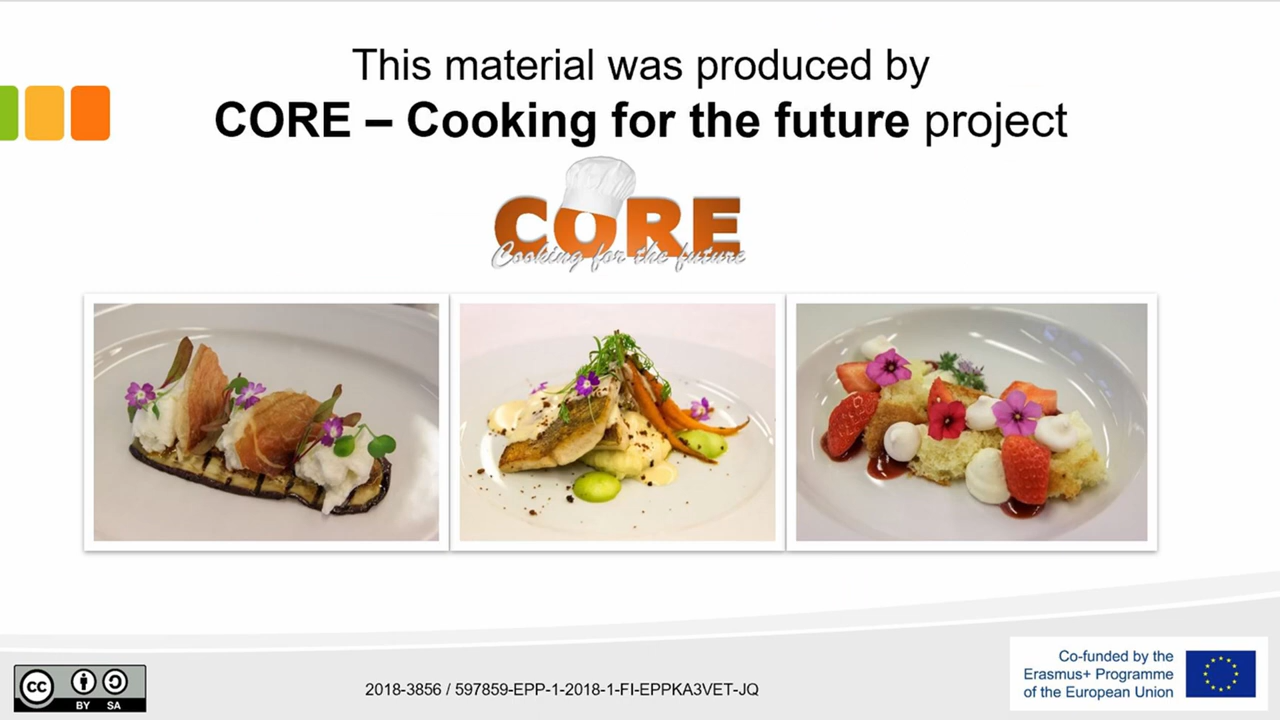 This material was produced by
CORE – Cooking for the future project
CORE
Cooking for the future
cc
BY SA
2018-3856 / 597859-EPP-1-2018-1-FI-EPPKA3VET-JQ
Co-funded by the
Erasmus+ Programme
of the European Union